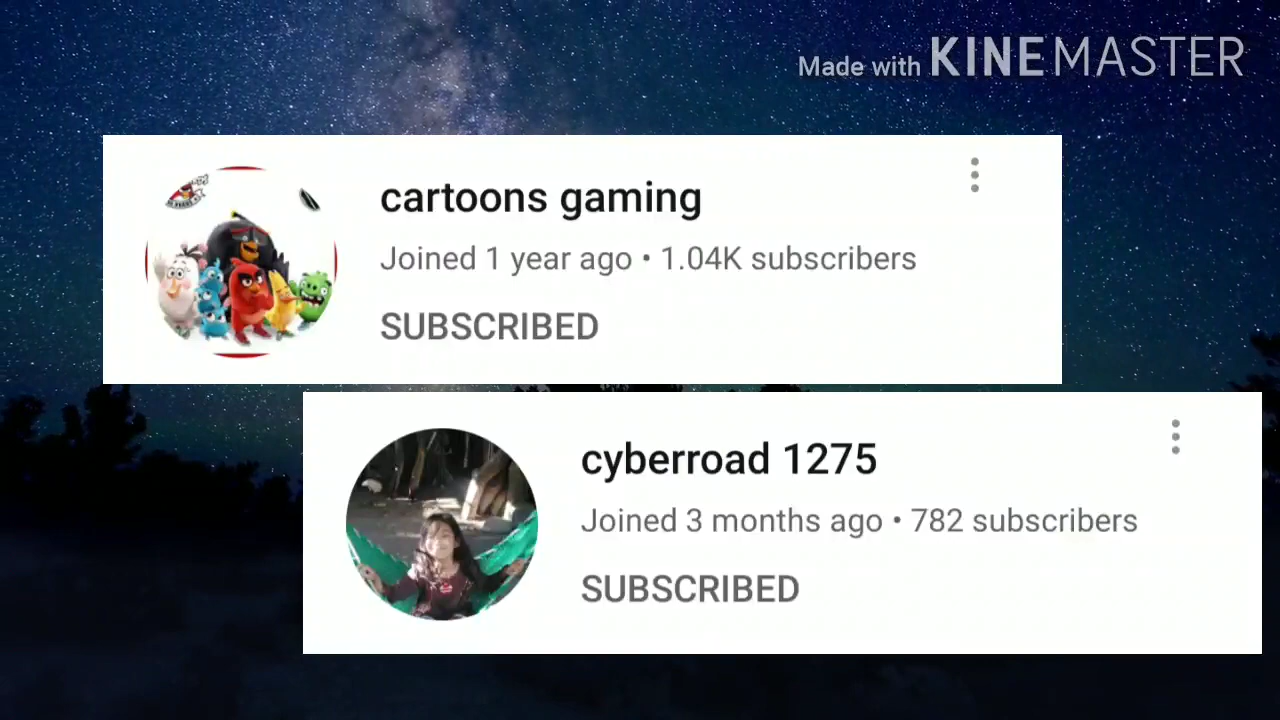 Made with KINEMASTER
cartoons gaming
Joined 1 year ago • 1.04K subscribers
SUBSCRIBED
cyberroad 1275
Joined 3 months ago • 782 subscribers
SUBSCRIBED